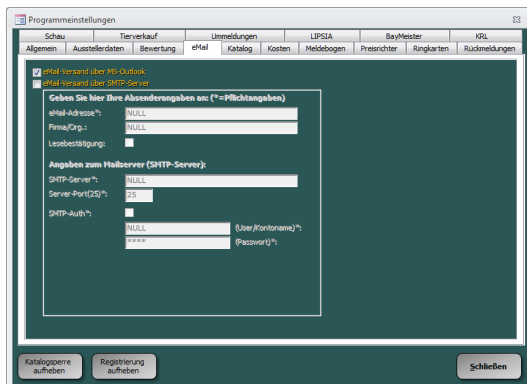 Programmeinstellungen
Schau Tierverkauf Ummeldungen LIPSIA BayMeister KRL
Allgemein Ausstellerdaten Bewertung eMail Katalog Kosten Meldebogen Preisrichter Ringkarten Rückmeldungen
eMail-Versand über MS-Outlook
eMail-Versand über SMTP-Server
Geben Sie hier Ihre Absenderangaben an: (*=Pflichtangaben)
eMail-Adresse*: NULL
Firma/Org.: NULL
Lesebestätigung:
Angaben zum Mailserver (SMTP-Server):
SMTP-Server*: NULL
Server-Port(25)*: 25
SMTP-Auth*:
NULL (User/Kontoname)*:
**** (Passwort)*:
Katalogsperre aufheben
Registrierung aufheben
Schließen